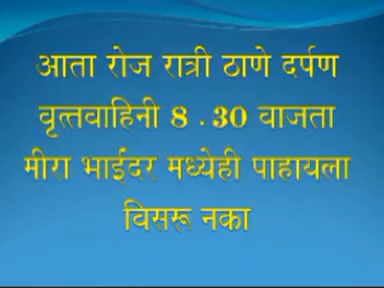 आता रोज रात्री ठाणे दर्पण
वृत्तवाहिनी 8 . 30 वाजता
मीरा भाईंदर मध्येही पाहायला
विसरू नका